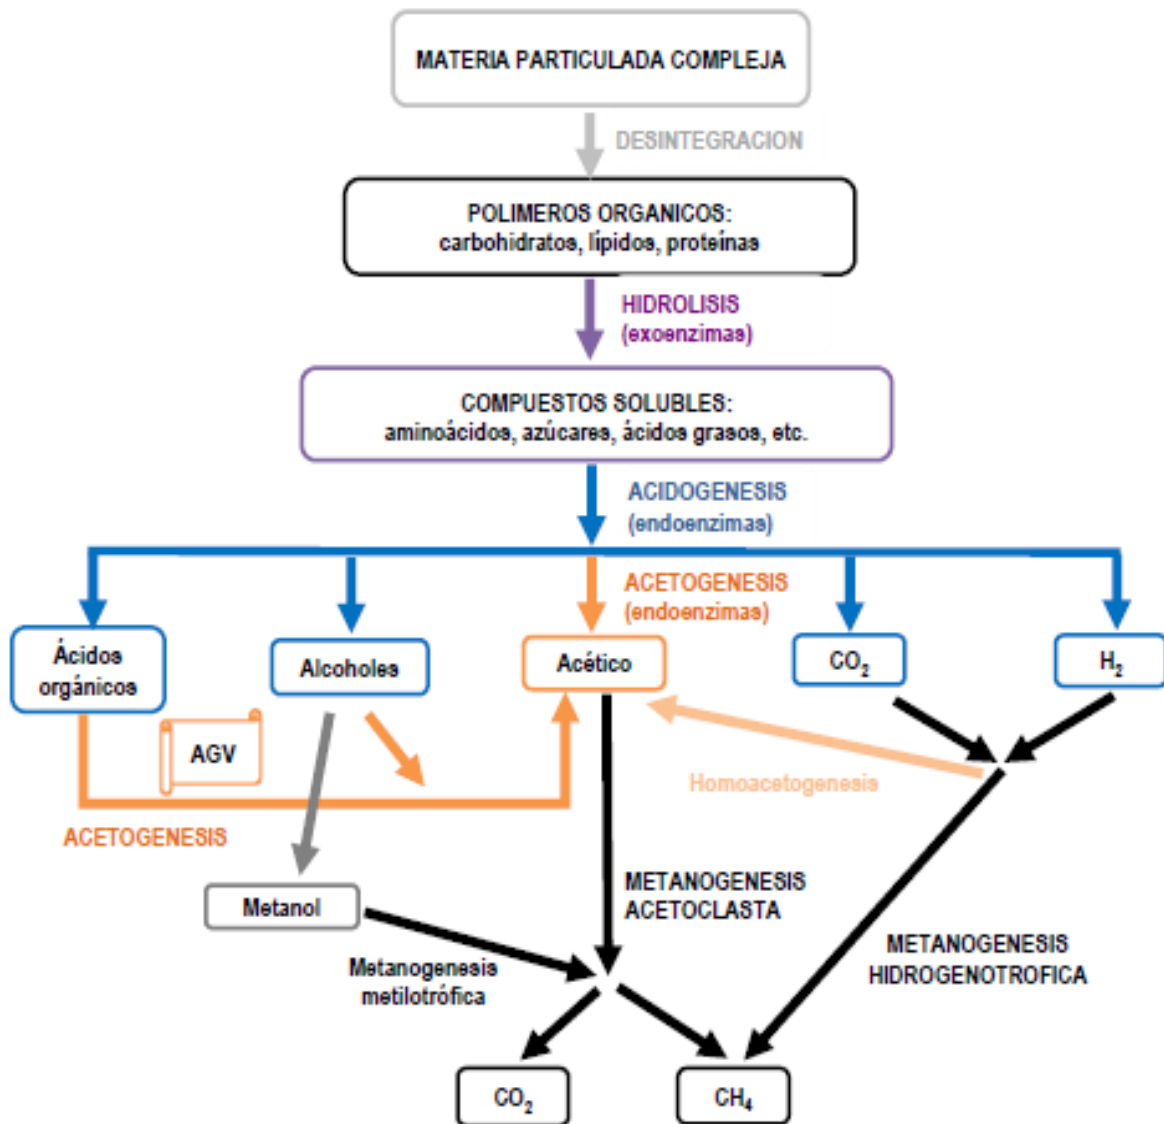 MATERIA PARTICULADA COMPLEJA
DESINTEGRACION
POLIMEROS ORGANICOS:
carbohidratos, lípidos, proteínas
HIDROLISIS
(exoenzimas)
COMPUESTOS SOLUBLES:
aminoácidos, azúcares, ácidos grasos, etc.
ACIDOGENESIS
(endoenzimas)
ACETOGENESIS
(endoenzimas)
Ácidos
orgánicos
Alcoholes
Acético
CO₂
H₂
AGV
Homoacetogenesis
ACETOGENESIS
Metanol
METANOGENESIS
ACETOCLASTA
Metanogenesis
metilotrófica
METANOGENESIS
HIDROGENOTROFICA
CO₂
CH₄